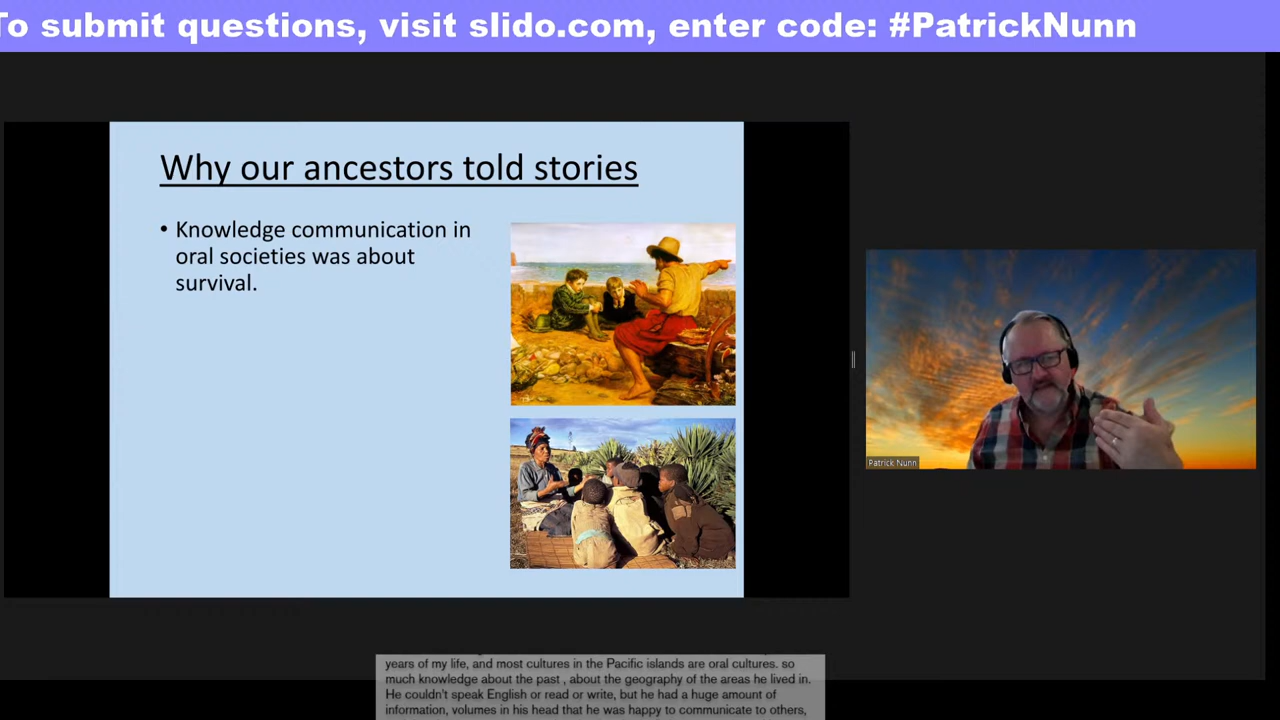 To submit questions, visit slido.com, enter code: #PatrickNunn
Why our ancestors told stories
• Knowledge communication in
oral societies was about
survival.
Patrick Nunn
years of my life, and most cultures in the Pacific islands are oral cultures. so
much knowledge about the past , about the geography of the areas he lived in.
He couldn't speak English or read or write, but he had a huge amount of
information, volumes in his head that he was happy to communicate to others,